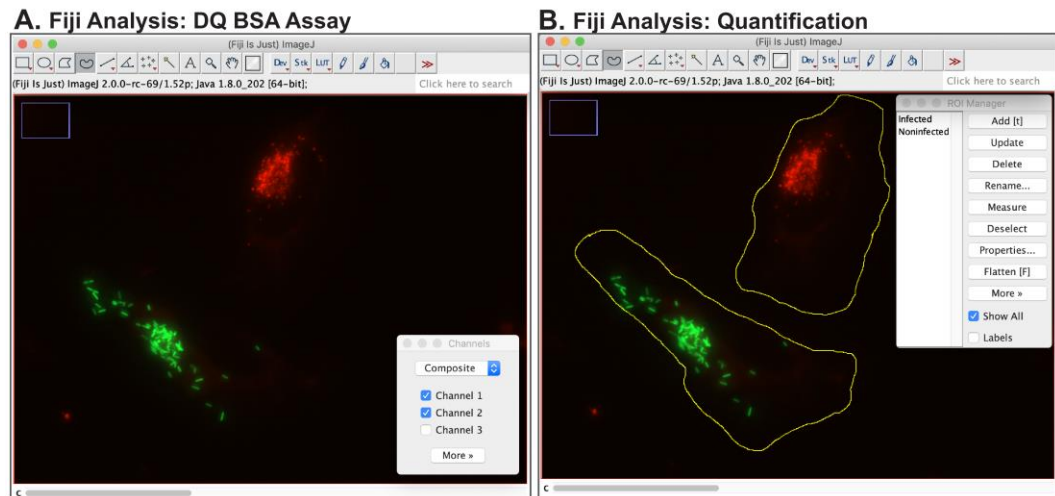 A. Fiji Analysis: DQ BSA Assay
(Fiji Is Just) ImageJ
A Dev Stk LUT
(Fiji Is Just) ImageJ 2.0.0-rc-69/1.52p; Java 1.8.0_202 [64-bit];
Click here to search
Channels
Composite
Channel 1
Channel 2
Channel 3
More »
c
B. Fiji Analysis: Quantification
(Fiji Is Just) ImageJ
A Dev Stk LUT
(Fiji Is Just) ImageJ 2.0.0-rc-69/1.52p; Java 1.8.0_202 [64-bit];
Click here to search
ROI Manager
Infected
Noninfected
Add [t]
Update
Delete
Rename...
Measure
Deselect
Properties...
Flatten [F]
More »
Show All
Labels
c